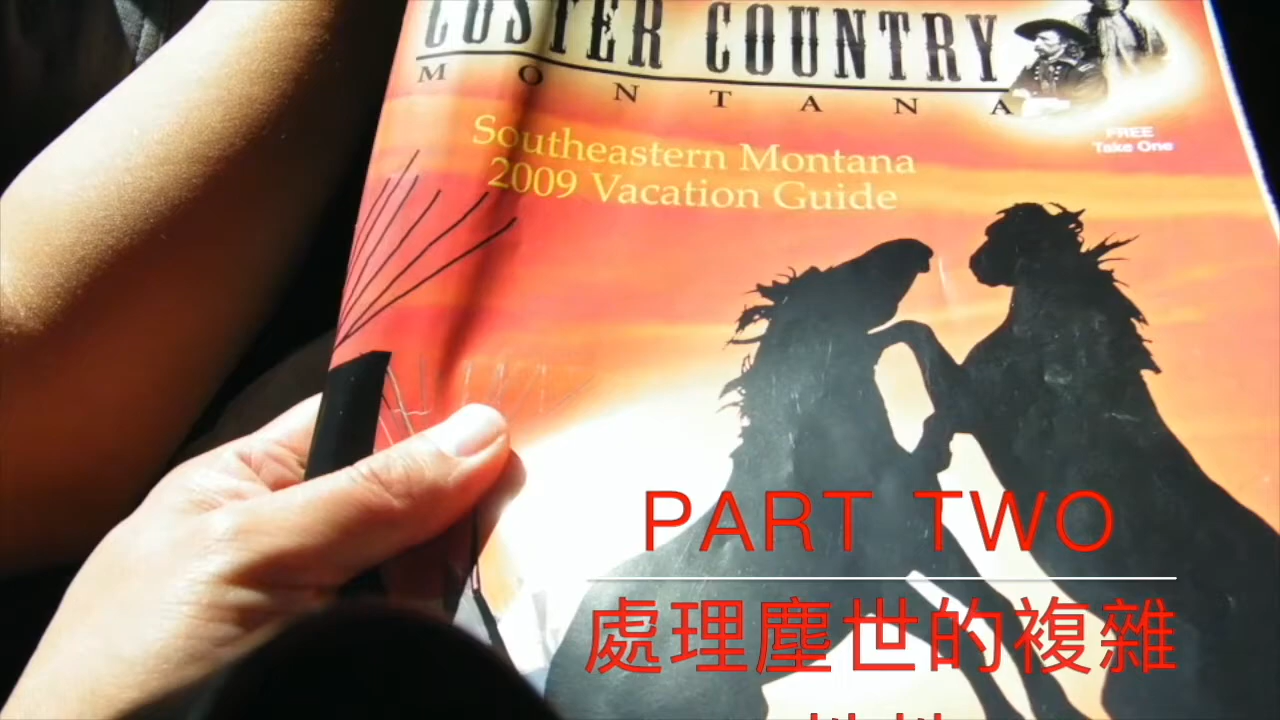 CUSTER COUNTRY
MONTANA
FREE
Take One
Southeastern Montana
2009 Vacation Guide
PART TWO
處理塵世的複雜